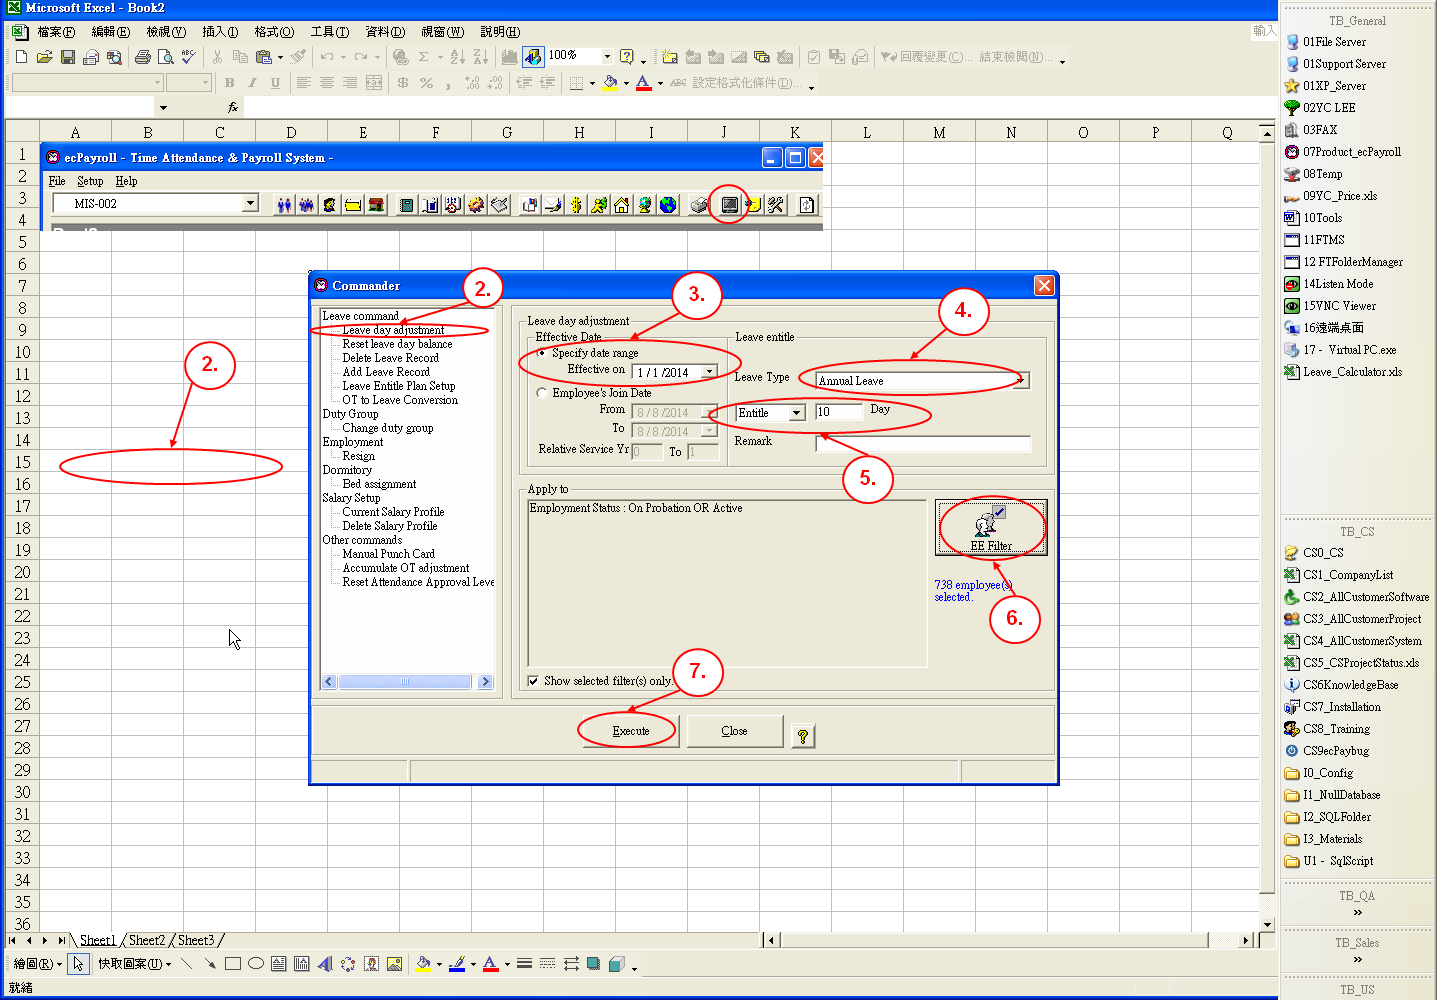 Microsoft Excel - Book2
檔案(F) 編輯(E) 檢視(V) 插入(I) 格式(O) 工具(T) 資料(D) 視窗(W) 說明(H) 輸入
100% 回覆變更(C)... 結束檢閱(N)...
B I U $ % , A ABC 設定格式化條件(D)...
fx
A B C D E F G H I J K L M N O P Q
1
2
3
4
5
6
7
8
9
10
11
12
13
14
15
16
17
18
19
20
21
22
23
24
25
26
27
28
29
30
31
32
33
34
35
36
ecPayroll - Time Attendance & Payroll System -
File Setup Help
MIS-002
2.
Commander
2.
Leave command
Leave day adjustment
Reset leave day balance
Delete Leave Record
Add Leave Record
Leave Entitle Plan Setup
OT to Leave Conversion
Duty Group
Change duty group
Employment
Resign
Dormitory
Bed assignment
Salary Setup
Current Salary Profile
Delete Salary Profile
Other commands
Manual Punch Card
Accumulate OT adjustment
Reset Attendance Approval Leve
3.
4.
Leave day adjustment
Effective Date
Specify date range
Effective on 1 / 1 /2014
Employee's Join Date
From 8 / 8 /2014
To 8 / 8 /2014
Relative Service Yr 0 To 1
Leave entitle
Leave Type Annual Leave
Entitle 10 Day
Remark
5.
Apply to
Employment Status : On Probation OR Active
EE Filter
738 employee(s)
selected.
6.
Show selected filter(s) only.
7.
Execute Close ?
Sheet1 Sheet2 Sheet3
繪圖(R) 快取圖案(U) A A
就緒
TB_General
01File Server
01Support Server
01XP_Server
02YC LEE
03FAX
07Product_ecPayroll
08Temp
09YC_Price.xls
10Tools
11FTMS
12 FTFolderManager
14Listen Mode
15VNC Viewer
16遠端桌面
17 - Virtual PC.exe
Leave_Calculator.xls
TB_CS
CS0_CS
CS1_CompanyList
CS2_AllCustomerSoftware
CS3_AllCustomerProject
CS4_AllCustomerSystem
CS5_CSProjectStatus.xls
CS6KnowledgeBase
CS7_Installation
CS8_Training
CS9ecPaybug
I0_Config
I1_NullDatabase
I2_SQLFolder
I3_Materials
U1 - SqlScript
TB_QA
»
TB_Sales
»
TB_US